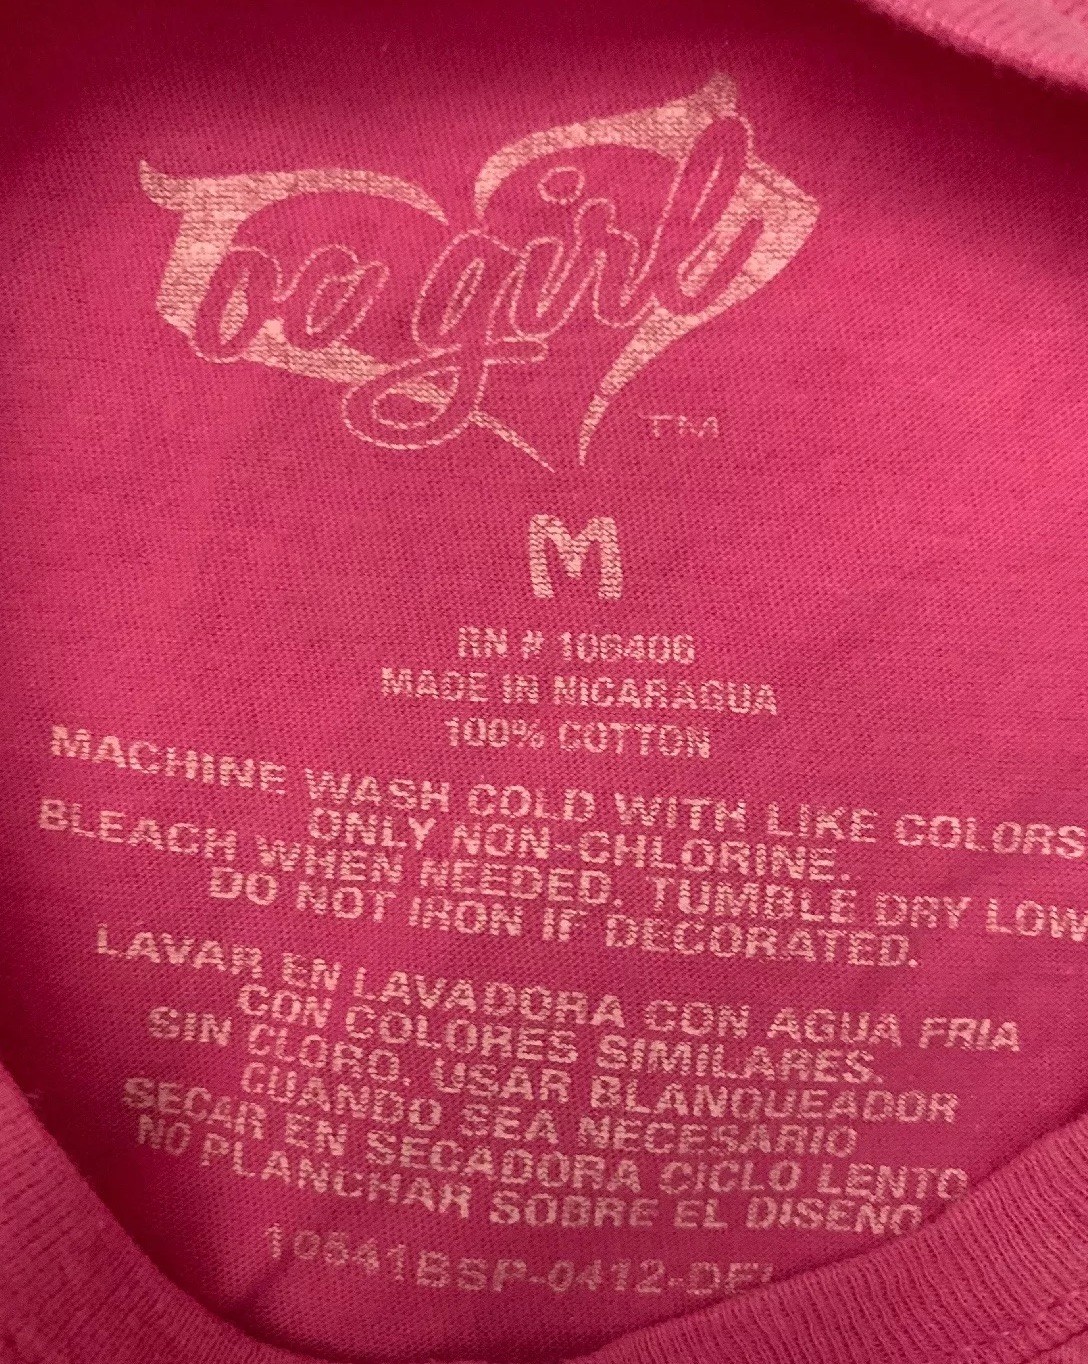 oc girl
TM
M
RN # 106406
MADE IN NICARAGUA
100% COTTON
MACHINE WASH COLD WITH LIKE COLORS
ONLY NON-CHLORINE.
BLEACH WHEN NEEDED. TUMBLE DRY LOW
DO NOT IRON IF DECORATED.
LAVAR EN LAVADORA CON AGUA FRIA
CON COLORES SIMILARES.
SIN CLORO. USAR BLANQUEADOR
CUANDO SEA NECESARIO
SECAR EN SECADORA CICLO LENTO
NO PLANCHAR SOBRE EL DISENO